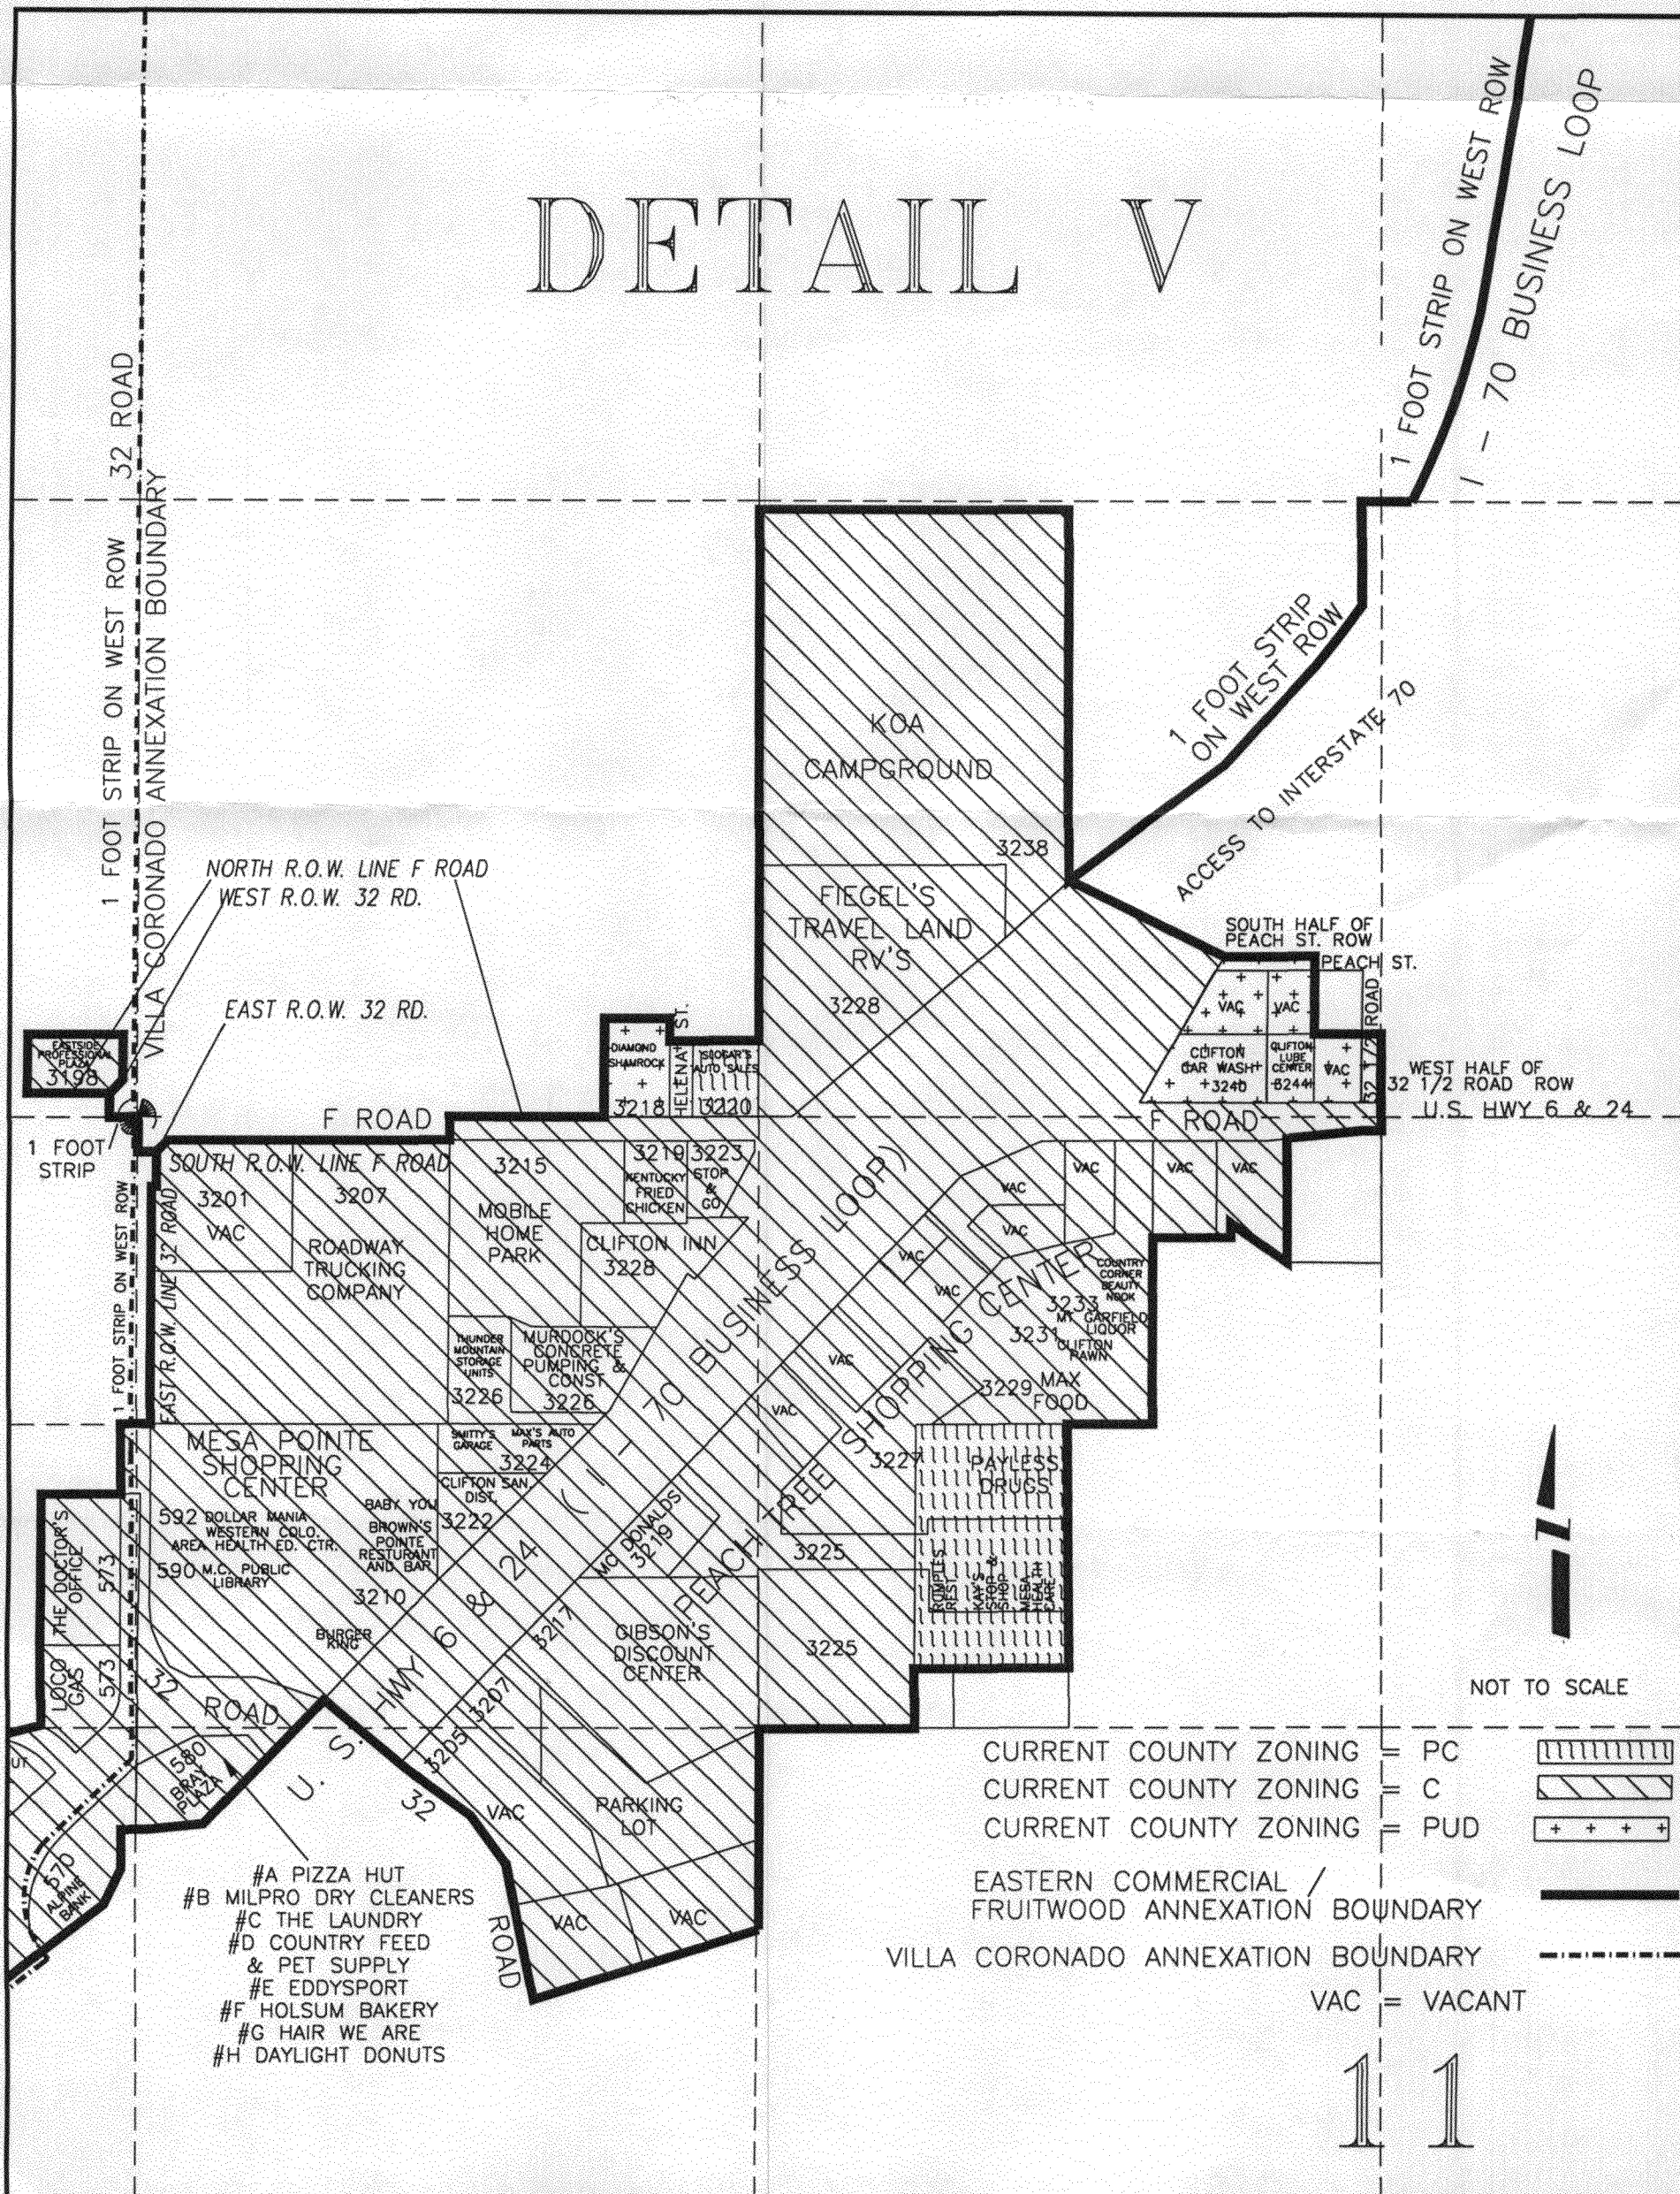 DETAIL V
1 FOOT STRIP ON WEST ROW
I - 70 BUSINESS LOOP
32 ROAD
1 FOOT STRIP ON WEST ROW
VILLA CORONADO ANNEXATION BOUNDARY
1 FOOT STRIP
ON WEST ROW
ACCESS TO INTERSTATE 70
KOA
CAMPGROUND
3238
FIEGEL'S
TRAVEL LAND
RV'S
3228
NORTH R.O.W. LINE F ROAD
WEST R.O.W. 32 RD.
EAST R.O.W. 32 RD.
SOUTH HALF OF
PEACH ST. ROW
PEACH ST.
32 1/2 ROAD
WEST HALF OF
32 1/2 ROAD ROW
U.S. HWY 6 & 24
EASTSIDE
PROFESSIONAL
PLAZA
3198
DIAMOND
SHAMROCK
3218
HELENA ST.
SLOGAR'S
AUTO SALES
3220
VAC
VAC
CLIFTON
CAR WASH
3240
CLIFTON
LUBE
CENTER
3244
VAC
F ROAD
F ROAD
1 FOOT
STRIP
SOUTH R.O.W. LINE F ROAD
3201
VAC
3207
ROADWAY
TRUCKING
COMPANY
3215
MOBILE
HOME
PARK
3219
KENTUCKY
FRIED
CHICKEN
3223
STOP
&
GO
CLIFTON INN
3228
1 FOOT STRIP ON WEST ROW
EAST R.O.W. LINE 32 ROAD
THUNDER
MOUNTAIN
STORAGE
UNITS
3226
MURDOCK'S
CONCRETE
PUMPING &
CONST.
3226
VAC
VAC
VAC
VAC
VAC
VAC
VAC
VAC
VAC
COUNTRY
CORNER
BEAUTY
NOOK
3233
MT GARFIELD
LIQUOR
3231
CLIFTON
PAWN
3229
MAX
FOOD
U. S. HWY 6 & 24 ( I - 70 BUSINESS LOOP)
PEACH TREE SHOPPING CENTER
MESA POINTE
SHOPPING
CENTER
SMITTY'S
GARAGE
MAX'S AUTO
PARTS
3224
CLIFTON SAN.
DIST.
3222
592 DOLLAR MANIA
WESTERN COLO.
AREA HEALTH ED. CTR.
590 M.C. PUBLIC
LIBRARY
BABY YOU
BROWN'S
POINTE
RESTURANT
AND BAR
3210
BURGER
KING
MC DONALDS
3219
3227
PAYLESS
DRUGS
3225
RUMPLES
REST.
KAY'S
STOP &
SHOP
MESA
HEALTH
CARE
3225
THE DOCTOR'S
OFFICE
573
LOCO
GAS
573
32 ROAD
3217
GIBSON'S
DISCOUNT
CENTER
3207
3205
580
BRAY
PLAZA
UT
570
ALPINE
BANK
32 ROAD
VAC
PARKING
LOT
VAC
VAC
#A PIZZA HUT
#B MILPRO DRY CLEANERS
#C THE LAUNDRY
#D COUNTRY FEED
& PET SUPPLY
#E EDDYSPORT
#F HOLSUM BAKERY
#G HAIR WE ARE
#H DAYLIGHT DONUTS
NOT TO SCALE
CURRENT COUNTY ZONING = PC
CURRENT COUNTY ZONING = C
CURRENT COUNTY ZONING = PUD
EASTERN COMMERCIAL /
FRUITWOOD ANNEXATION BOUNDARY
VILLA CORONADO ANNEXATION BOUNDARY
VAC = VACANT
11